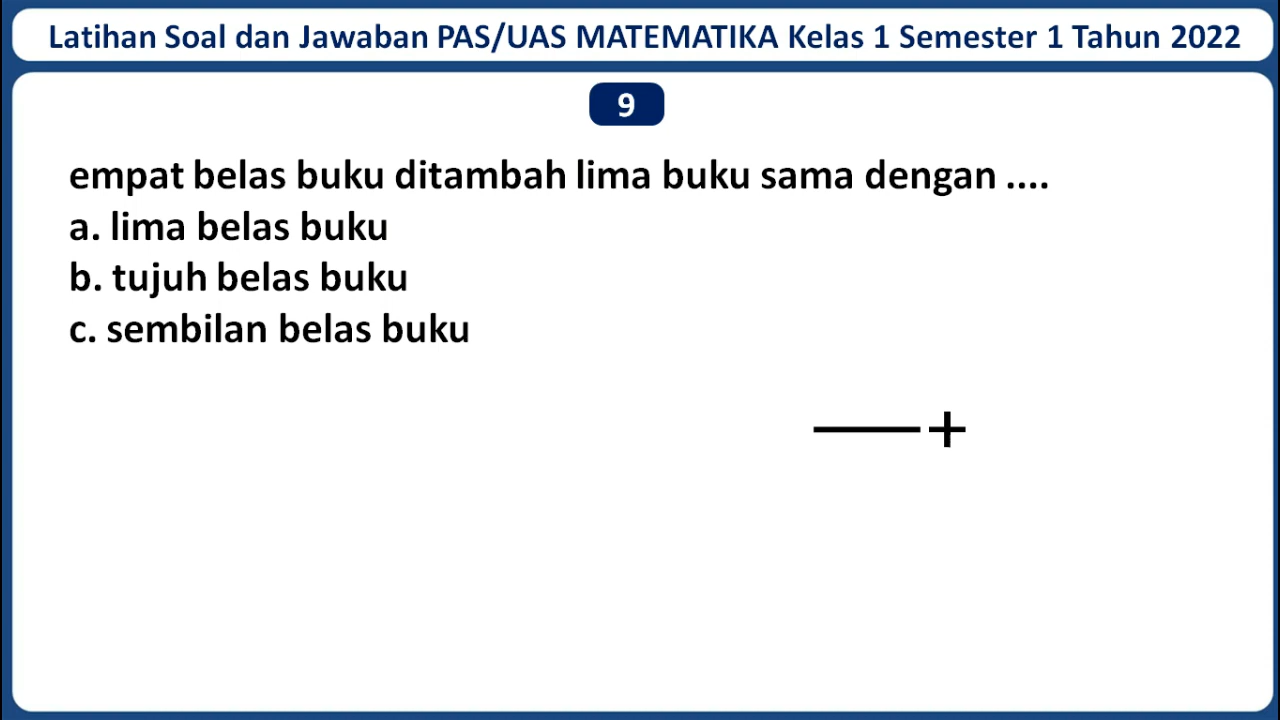 Latihan Soal dan Jawaban PAS/UAS MATEMATIKA Kelas 1 Semester 1 Tahun 2022
9
empat belas buku ditambah lima buku sama dengan ....
a. lima belas buku
b. tujuh belas buku
c. sembilan belas buku
+